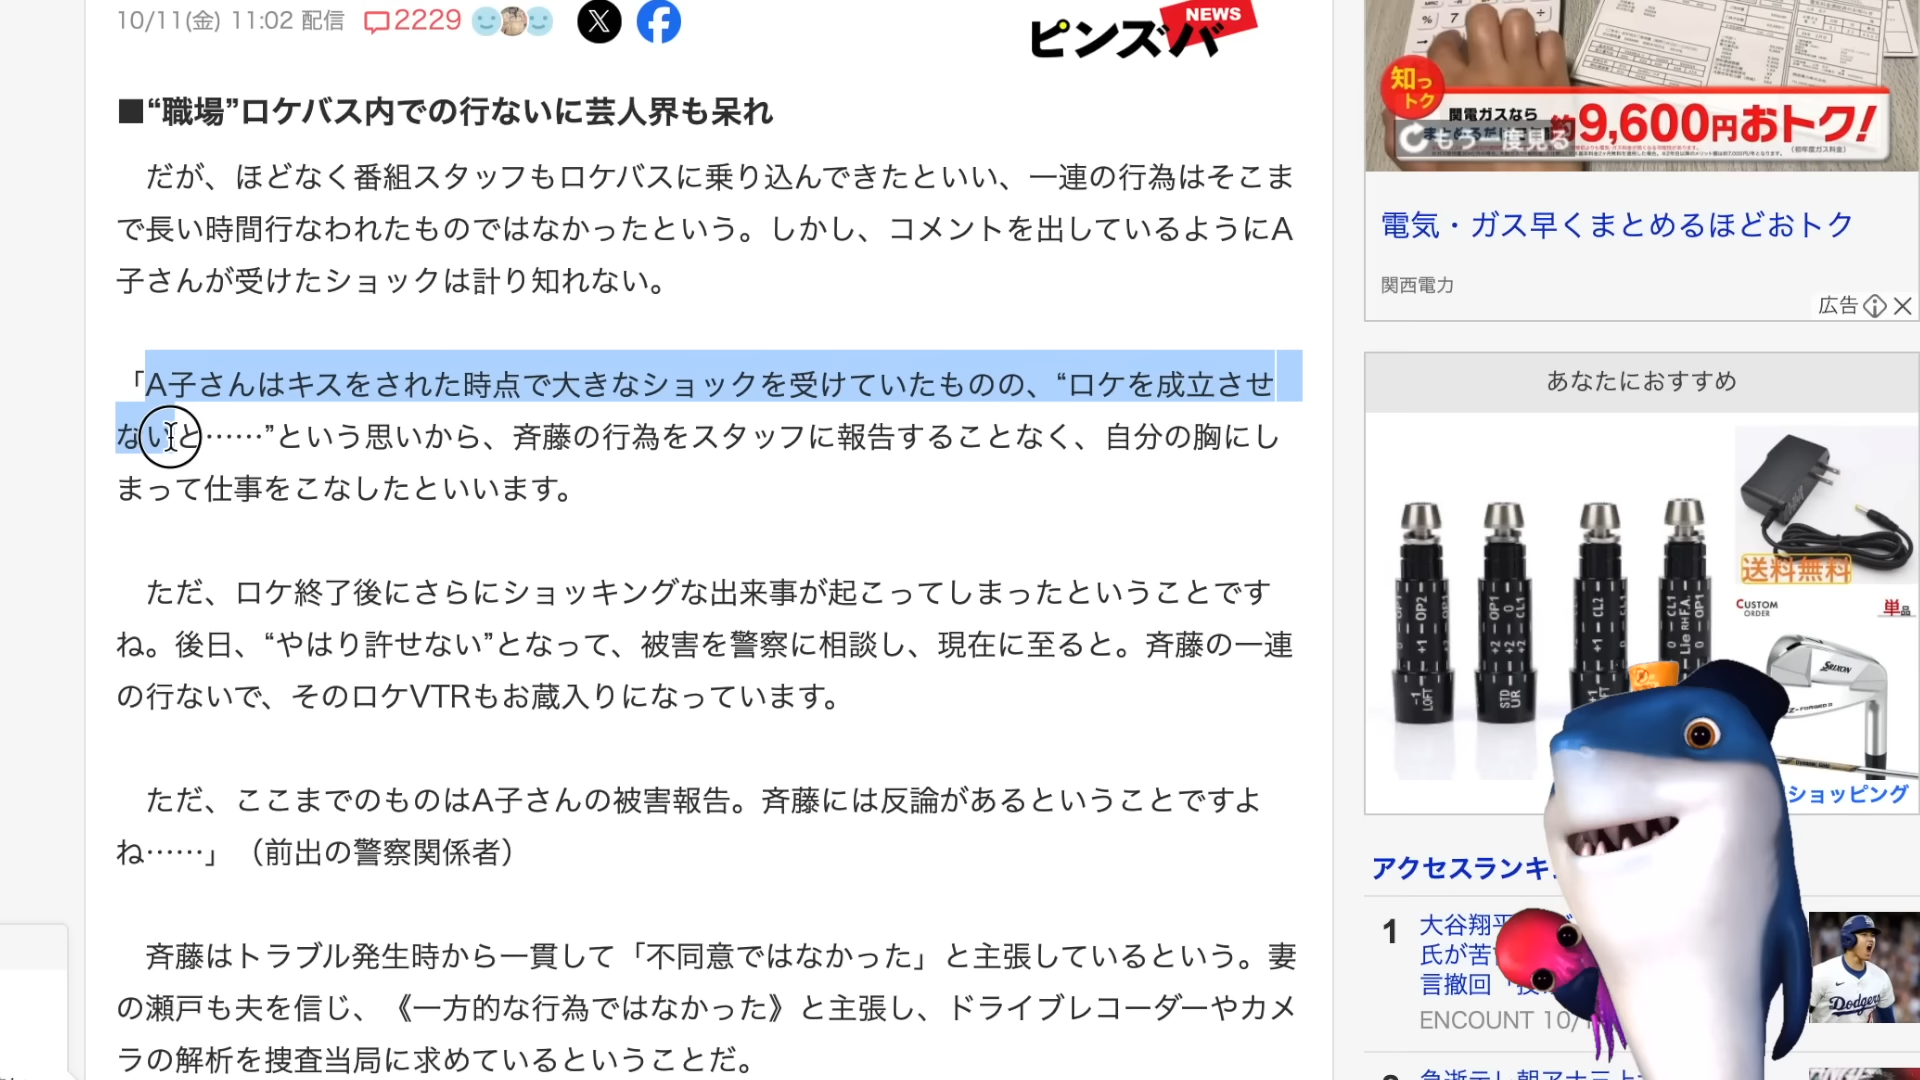 10/11(金) 11:02 配信 2229
ピンズバ NEWS
■“職場”ロケバス内での行ないに芸人界も呆れ
だが、ほどなく番組スタッフもロケバスに乗り込んできたといい、一連の行為はそこま
で長い時間行なわれたものではなかったという。しかし、コメントを出しているようにA
子さんが受けたショックは計り知れない。
「A子さんはキスをされた時点で大きなショックを受けていたものの、“ロケを成立させ
ないと……”という思いから、斉藤の行為をスタッフに報告することなく、自分の胸にし
まって仕事をこなしたといいます。
ただ、ロケ終了後にさらにショッキングな出来事が起こってしまったということです
ね。後日、“やはり許せない”となって、被害を警察に相談し、現在に至ると。斉藤の一連
の行ないで、そのロケVTRもお蔵入りになっています。
ただ、ここまでのものはA子さんの被害報告。斉藤には反論があるということですよ
ね……」（前出の警察関係者）
斉藤はトラブル発生時から一貫して「不同意ではなかった」と主張しているという。妻
の瀬戸も夫を信じ、《一方的な行為ではなかった》と主張し、ドライブレコーダーやカメ
ラの解析を捜査当局に求めているということだ。
知っトク
関電ガスなら
9,600円おトク!
もう一度見る
電気・ガス早くまとめるほどおトク
関西電力
広告
あなたにおすすめ
送料無料
CUSTOM ORDER
単品
SRIXON
ショッピング
アクセスランキ
1
大谷翔平
氏が苦
言撤回
ENCOUNT 10/1
Dodgers